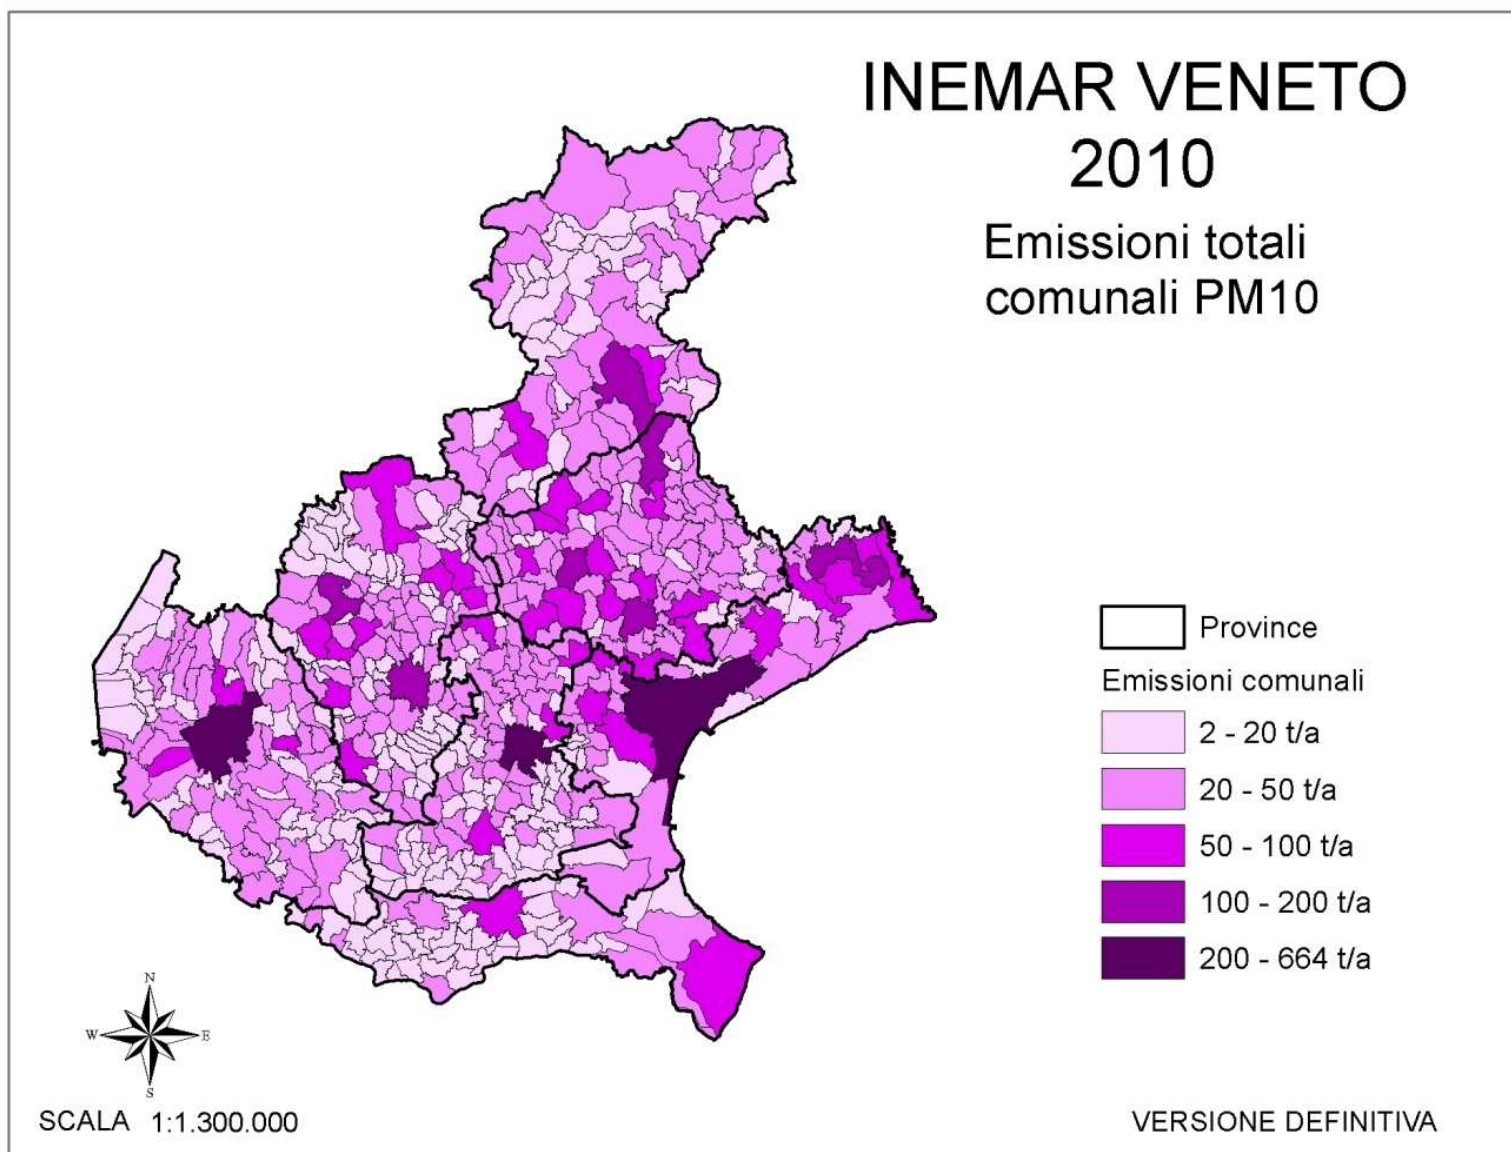 INEMAR VENETO
2010
Emissioni totali
comunali PM10
Province
Emissioni comunali
2 - 20 t/a
20 - 50 t/a
50 - 100 t/a
100 - 200 t/a
200 - 664 t/a
N
W E
S
SCALA 1:1.300.000
VERSIONE DEFINITIVA